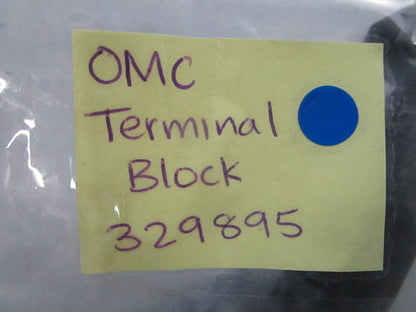 OMC
Terminal
Block
329895